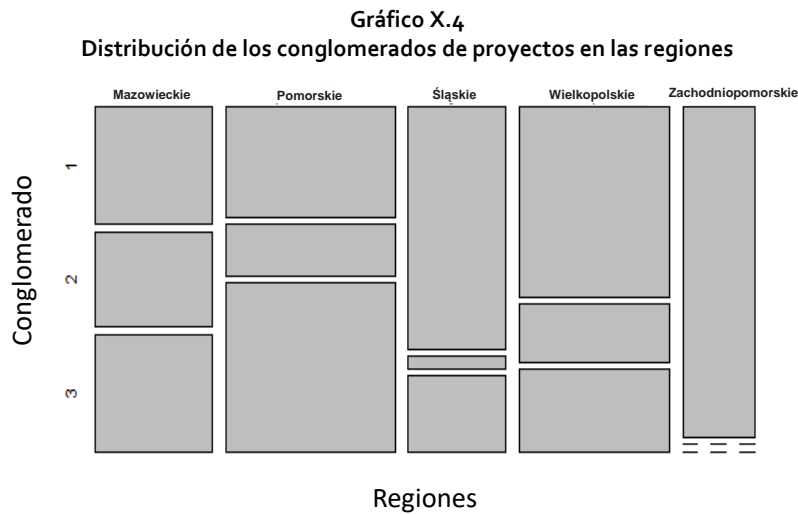 Gráfico X.4
Distribución de los conglomerados de proyectos en las regiones
Mazowieckie Pomorskie Śląskie Wielkopolskie Zachodniopomorskie
Conglomerado
1
2
3
Regiones